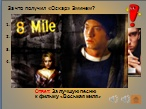 За что получил «Оскар» Эминем?
8 Mile
Ответ: За лучшую песню
к фильму «Восьмая миля»